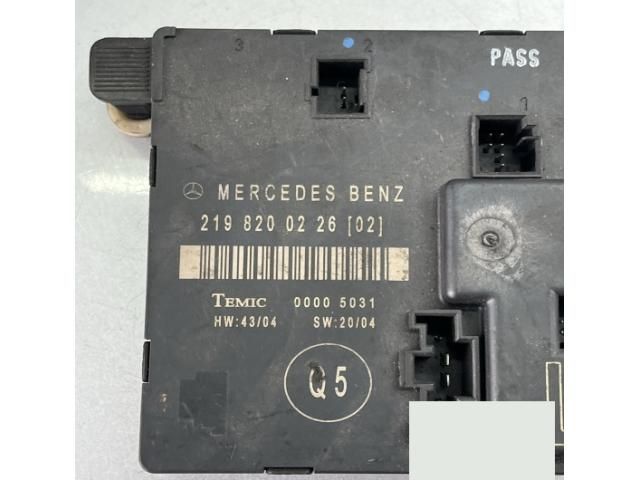 3 2
PASS
1
MERCEDES BENZ
219 820 02 26 [02]
TEMIC 0000 5031
HW:43/04 SW:20/04
Q5